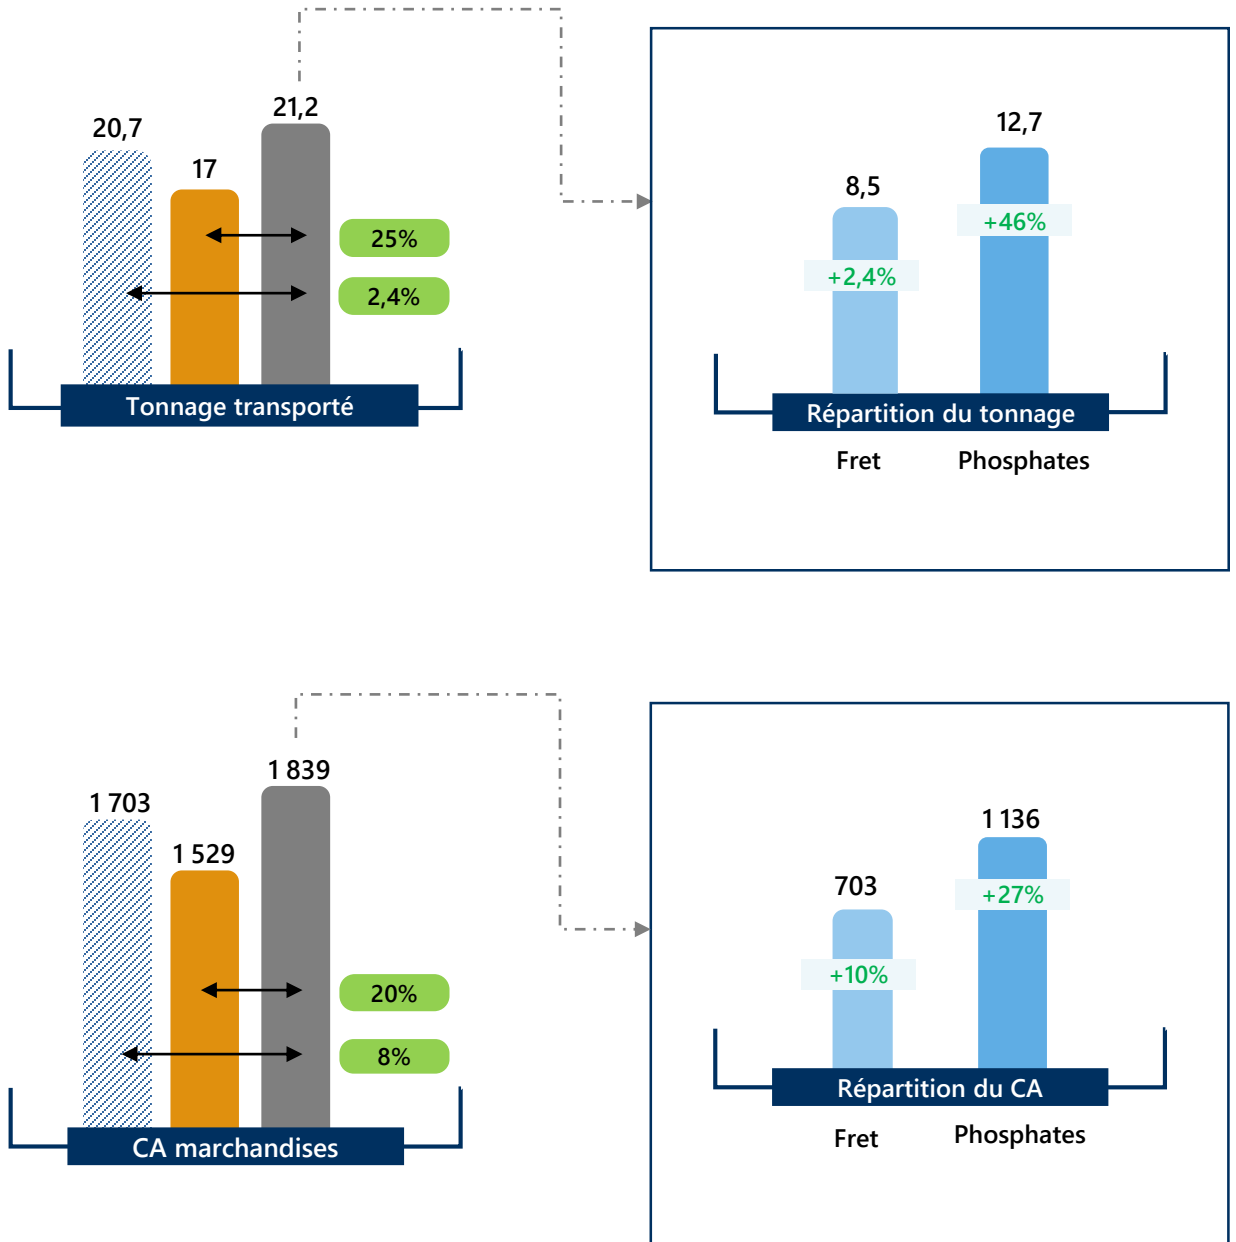 20,7
17
21,2
25%
2,4%
Tonnage transporté
8,5
12,7
+2,4%
+46%
Répartition du tonnage
Fret
Phosphates
1 703
1 529
1 839
20%
8%
CA marchandises
703
1 136
+10%
+27%
Répartition du CA
Fret
Phosphates